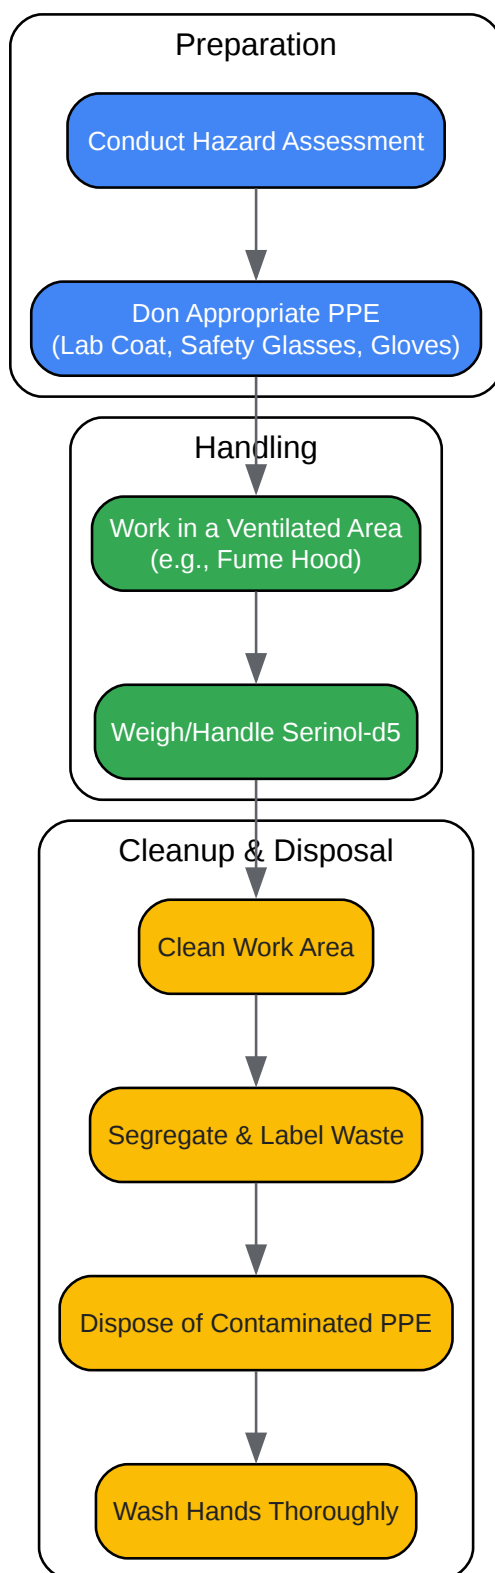 Preparation
Conduct Hazard Assessment
Don Appropriate PPE
(Lab Coat, Safety Glasses, Gloves)
Handling
Work in a Ventilated Area
(e.g., Fume Hood)
Weigh/Handle Serinol-d5
Cleanup & Disposal
Clean Work Area
Segregate & Label Waste
Dispose of Contaminated PPE
Wash Hands Thoroughly